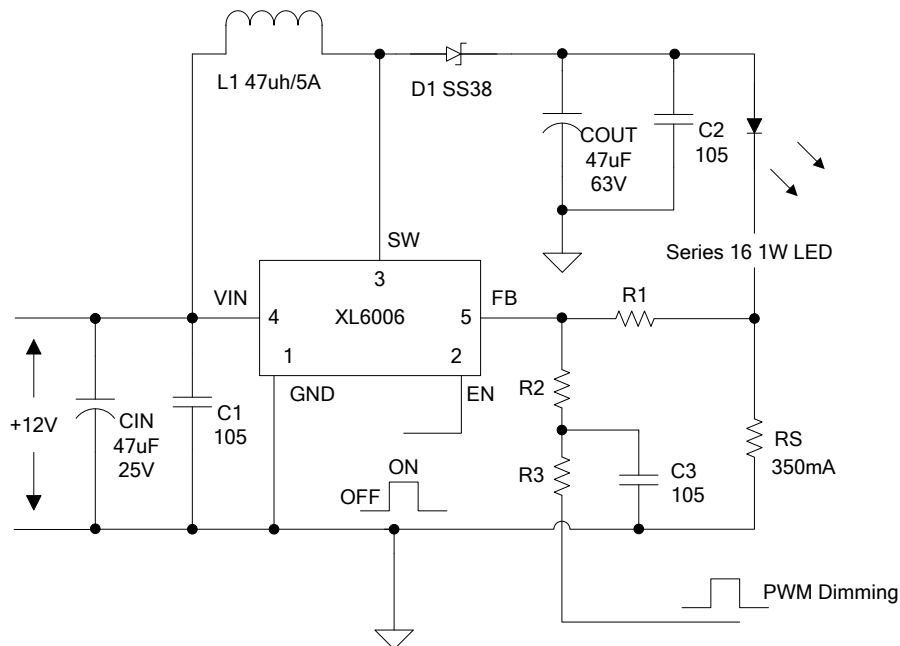 L1 47uh/5A
D1 SS38
COUT
47uF
63V
C2
105
SW
3
Series 16 1W LED
VIN
FB
R1
4
XL6006
5
1
2
GND
EN
R2
+12V
CIN
47uF
25V
C1
105
RS
350mA
ON
OFF
R3
C3
105
PWM Dimming